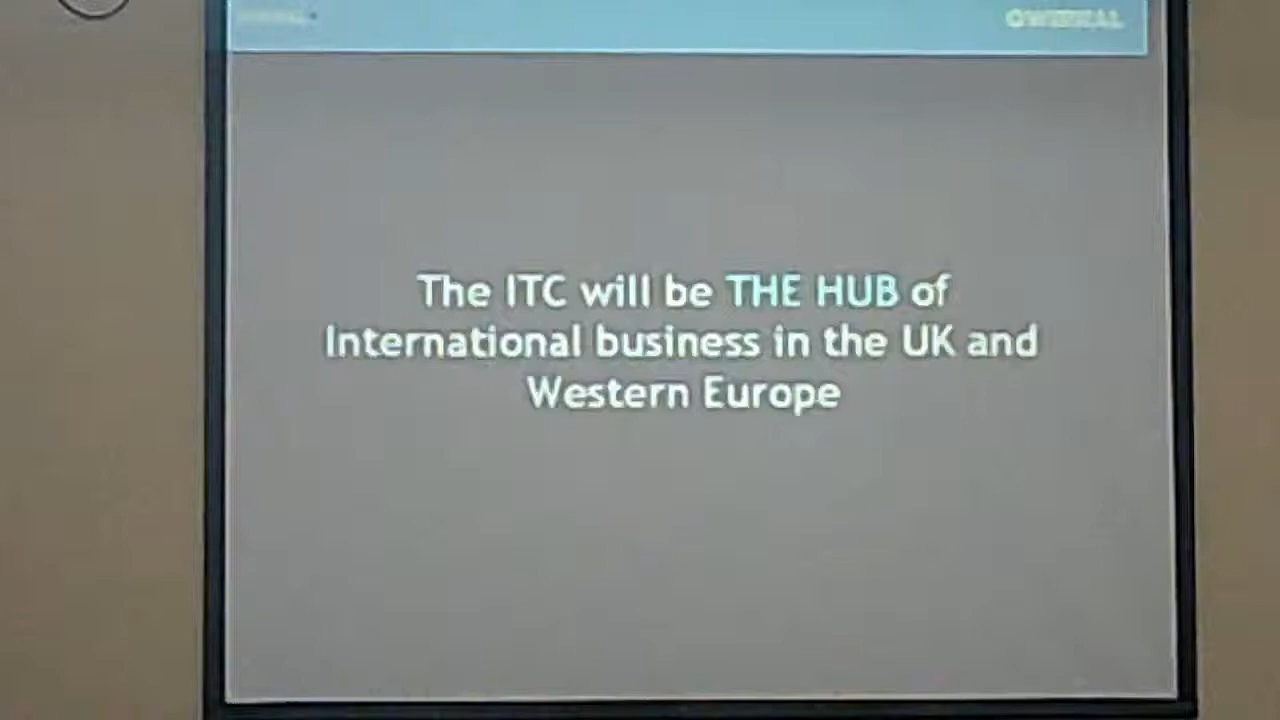 The ITC will be THE HUB of
International business in the UK and
Western Europe